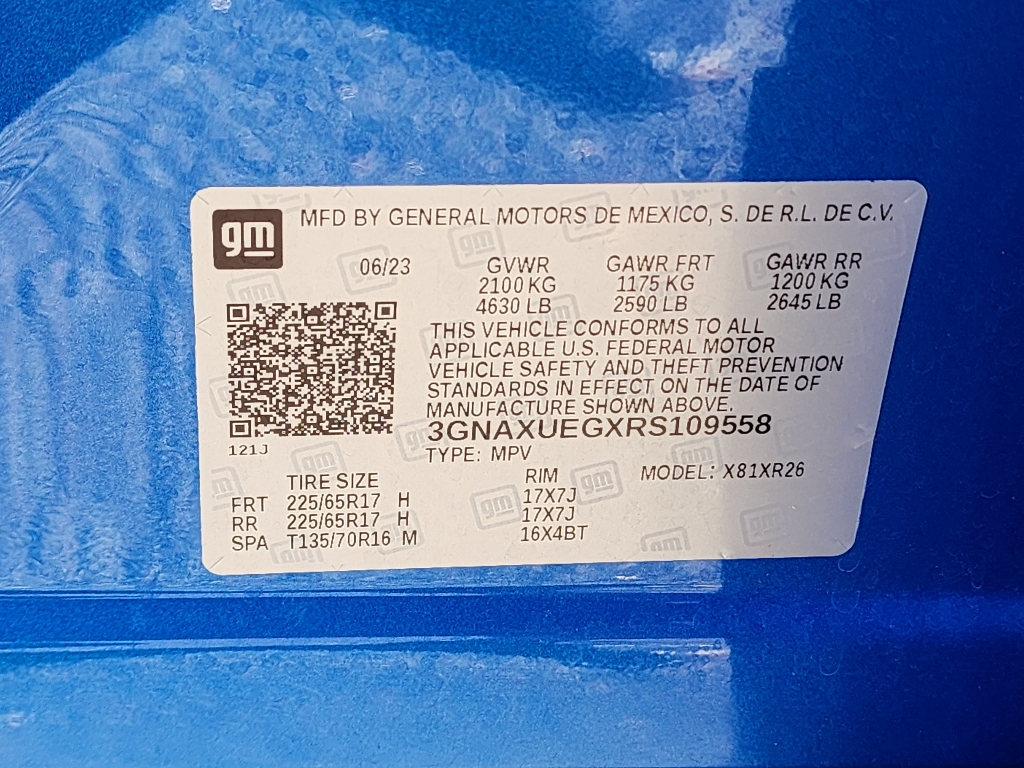 gm
MFD BY GENERAL MOTORS DE MEXICO, S. DE R.L. DE C.V.
06/23 GVWR GAWR FRT GAWR RR
2100 KG 1175 KG 1200 KG
4630 LB 2590 LB 2645 LB
THIS VEHICLE CONFORMS TO ALL
APPLICABLE U.S. FEDERAL MOTOR
VEHICLE SAFETY AND THEFT PREVENTION
STANDARDS IN EFFECT ON THE DATE OF
MANUFACTURE SHOWN ABOVE.
3GNAXUEGXRS109558
121J
TYPE: MPV
TIRE SIZE RIM MODEL: X81XR26
FRT 225/65R17 H 17X7J
RR 225/65R17 H 17X7J
SPA T135/70R16 M 16X4BT